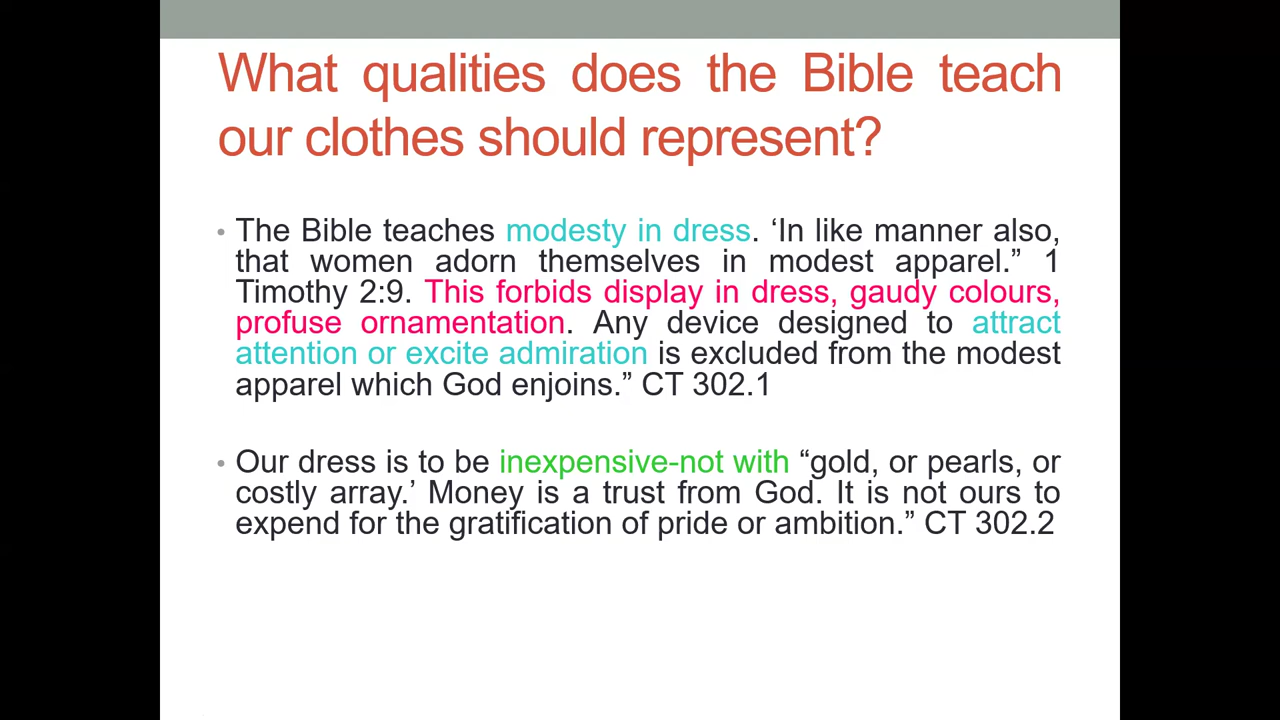 What qualities does the Bible teach
our clothes should represent?
• The Bible teaches modesty in dress. ‘In like manner also,
that women adorn themselves in modest apparel.” 1
Timothy 2:9. This forbids display in dress, gaudy colours,
profuse ornamentation. Any device designed to attract
attention or excite admiration is excluded from the modest
apparel which God enjoins.” CT 302.1
• Our dress is to be inexpensive-not with “gold, or pearls, or
costly array.’ Money is a trust from God. It is not ours to
expend for the gratification of pride or ambition.” CT 302.2